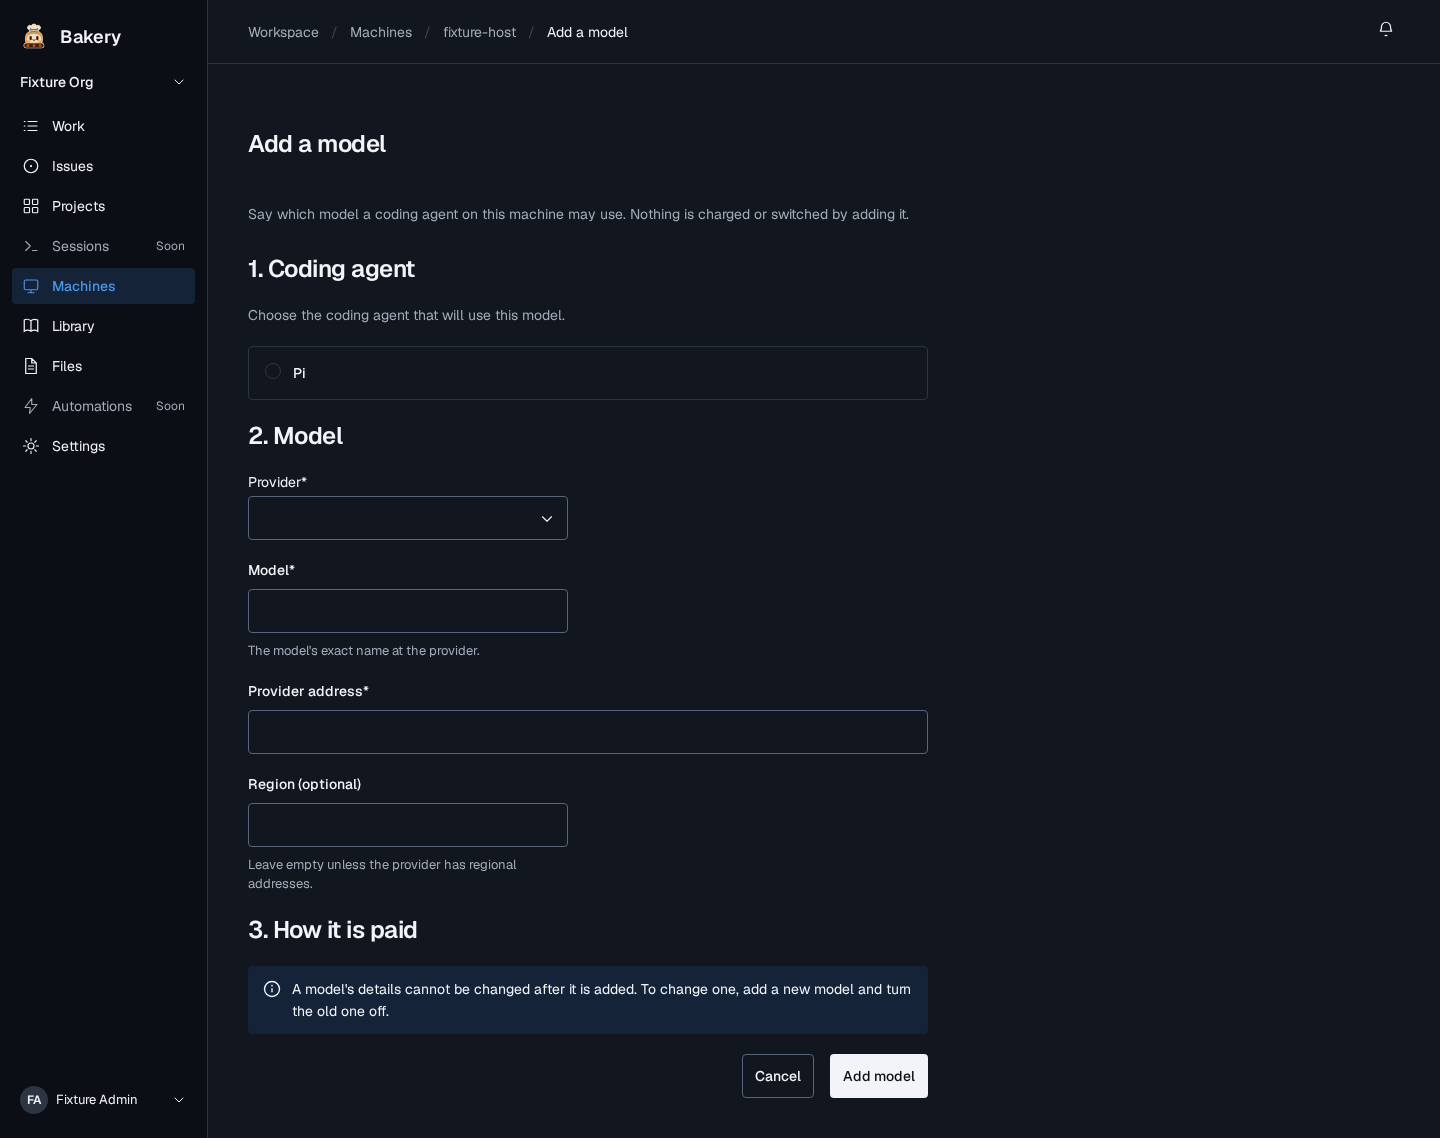 Bakery
Fixture Org
Work
Issues
Projects
Sessions Soon
Machines
Library
Files
Automations Soon
Settings
FA Fixture Admin
Workspace / Machines / fixture-host / Add a model
Add a model
Say which model a coding agent on this machine may use. Nothing is charged or switched by adding it.
1. Coding agent
Choose the coding agent that will use this model.
Pi
2. Model
Provider*
Model*
The model's exact name at the provider.
Provider address*
Region (optional)
Leave empty unless the provider has regional
addresses.
3. How it is paid
A model's details cannot be changed after it is added. To change one, add a new model and turn
the old one off.
Cancel Add model